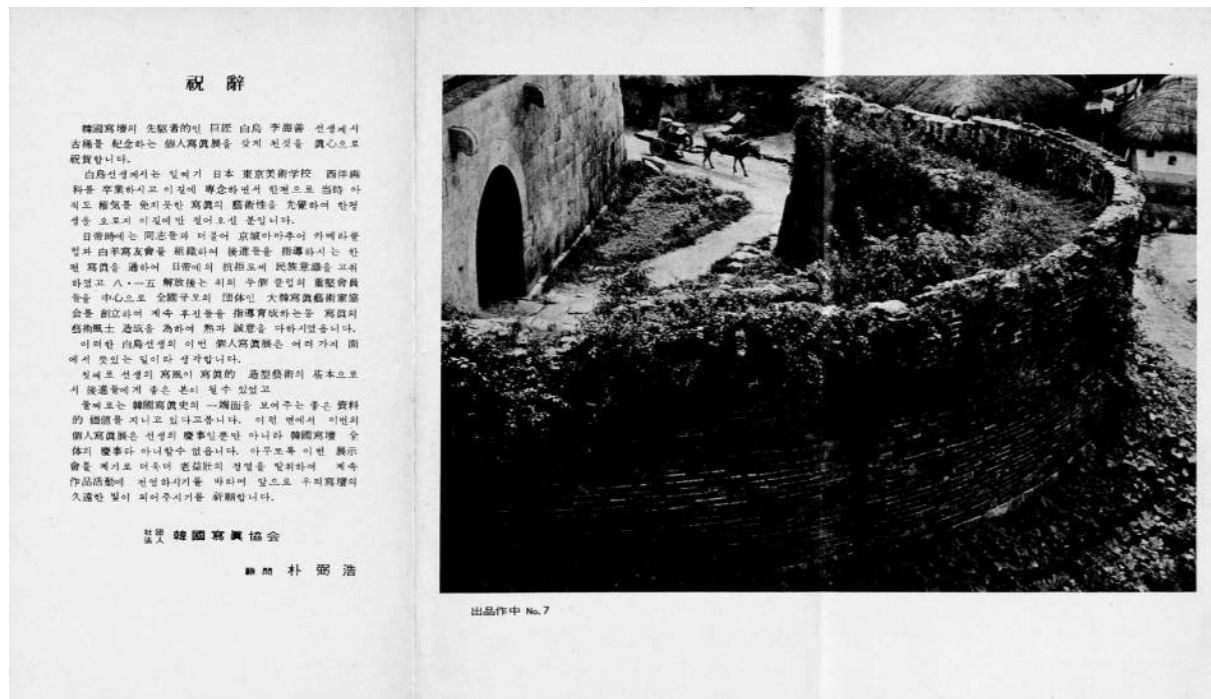 祝辭
韓國寫壇의 先驅者的인 巨匠 白烏 李海善 선생께서
古稀를 紀念하는 個人寫眞展을 갖게 된것을 眞心으로
祝賀합니다.
白烏선생께서는 일찌기 日本 東京美術学校 西洋画
科를 卒業하시고 이길에 専念하면서 한편으로 当時 아
직도 稚気를 免치못한 寫眞의 藝術性을 先覺하여 한평
생을 오로지 이길에만 걸어오신 분입니다.
日帝時에는 同志들과 더불어 京城아마추어 카메라클
럽과 白羊寫友會를 組織하여 後進들을 指導하시는 한
편 寫眞을 通하여 日帝에의 抗拒로써 民族意識을 고취
하였고 八·一五 解放後는 위의 두個 클럽의 重堅會員
들을 中心으로 全國규모의 団体인 大韓寫眞藝術家協
会를 創立하여 계속 후진들을 指導育成하는등 寫眞의
藝術風土 造成을 為하여 熱과 誠意을 다하시었읍니다.
이러한 白烏선생의 이번 個人寫眞展은 여러가지 面
에서 뜻있는 일이라 생각합니다.
첫째로 선생의 寫風이 寫眞的 造型藝術의 基本으로
서 後進들에게 좋은 본이 될수 있었고
둘째로는 韓國寫眞史의 一端面을 보여주는 좋은 資料
的 価値를 지니고 있다고봅니다. 이런 면에서 이번의
個人寫眞展은 선생의 慶事일뿐만 아니라 韓國寫壇 全
体의 慶事라 아니할수 없읍니다. 아무쪼록 이번 展示
會를 계기로 더욱더 老益壯의 정열을 발휘하여 계속
作品活動에 전념하시기를 바라며 앞으로 우리寫壇의
久遠한 빛이 되어주시기를 祈願합니다.
社団法人 韓國寫眞協会
顧問 朴弼浩
出品作中 No.7